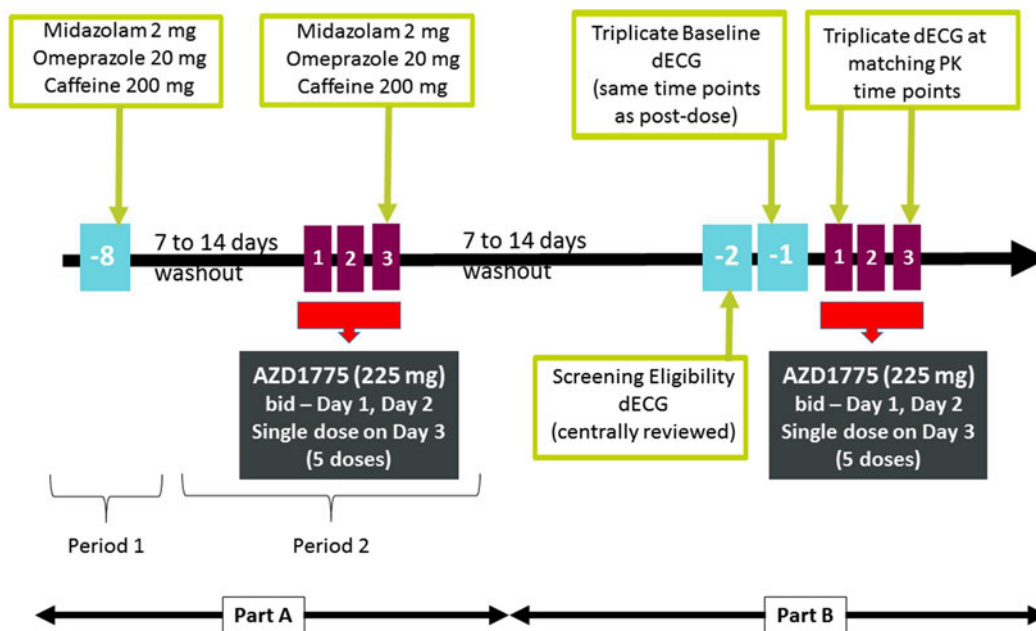 Midazolam 2 mg
Omeprazole 20 mg
Caffeine 200 mg
Midazolam 2 mg
Omeprazole 20 mg
Caffeine 200 mg
Triplicate Baseline
dECG
(same time points
as post-dose)
Triplicate dECG at
matching PK
time points
-8
7 to 14 days
washout
1
2
3
7 to 14 days
washout
-2
-1
1
2
3
AZD1775 (225 mg)
bid – Day 1, Day 2
Single dose on Day 3
(5 doses)
Screening Eligibility
dECG
(centrally reviewed)
AZD1775 (225 mg)
bid – Day 1, Day 2
Single dose on Day 3
(5 doses)
Period 1
Period 2
Part A
Part B